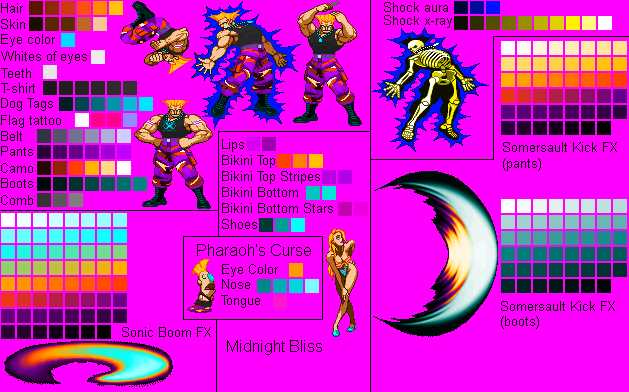 Hair
Skin
Eye color
Whites of eyes
Teeth
T-shirt
Dog Tags
Flag tattoo
Belt
Pants
Camo
Boots
Comb
Shock aura
Shock x-ray
Somersault Kick FX
(pants)
Lips
Bikini Top
Bikini Top Stripes
Bikini Bottom
Bikini Bottom Stars
Shoes
Pharaoh's Curse
Eye Color
Nose
Tongue
Midnight Bliss
Sonic Boom FX
Somersault Kick FX
(boots)